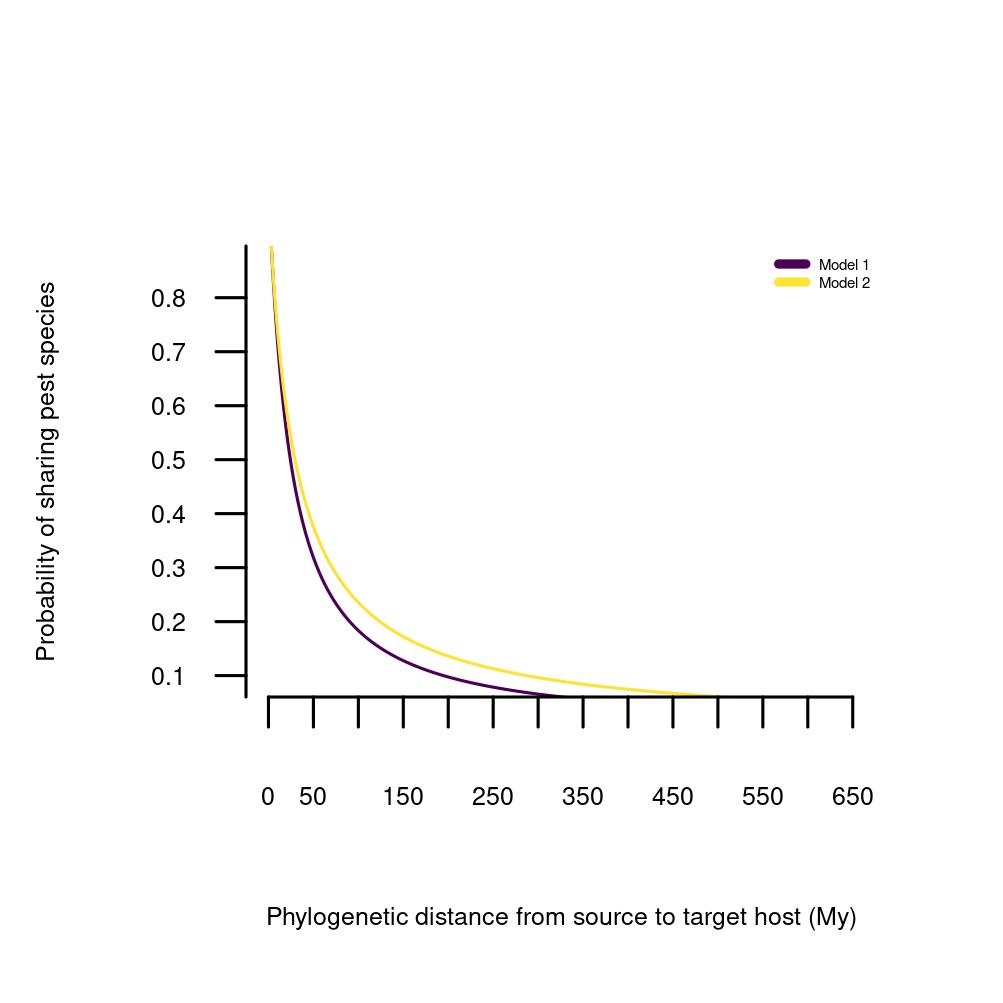 Model 1
Model 2
Probability of sharing pest species
0.8
0.7
0.6
0.5
0.4
0.3
0.2
0.1
0 50 150 250 350 450 550 650
Phylogenetic distance from source to target host (My)